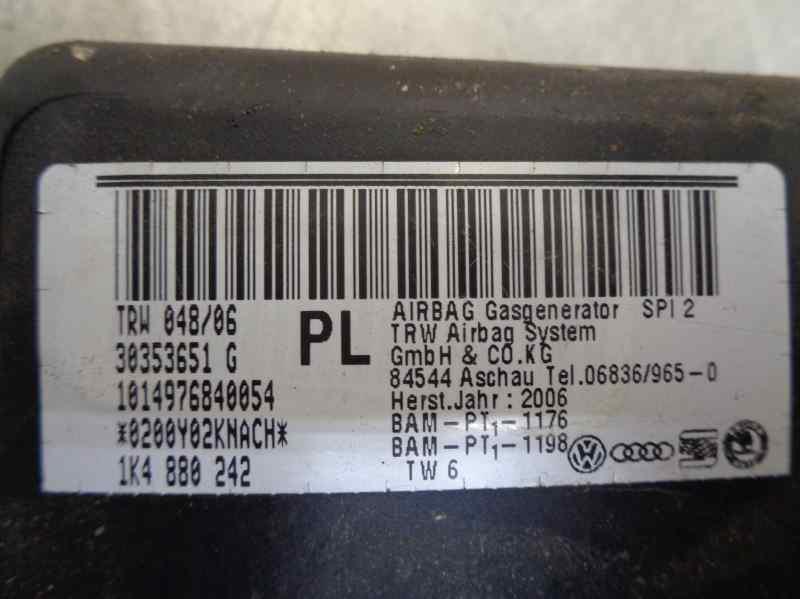 TRW 048/06
30353651 G
1014976840054
*0200Y02KNACH*
1K4 880 242
PL
AIRBAG Gasgenerator SPI 2
TRW Airbag System
GmbH & CO.KG
84544 Aschau Tel.06836/965-0
Herst.Jahr: 2006
BAM-PT1-1176
BAM-PT1-1198
TW 6